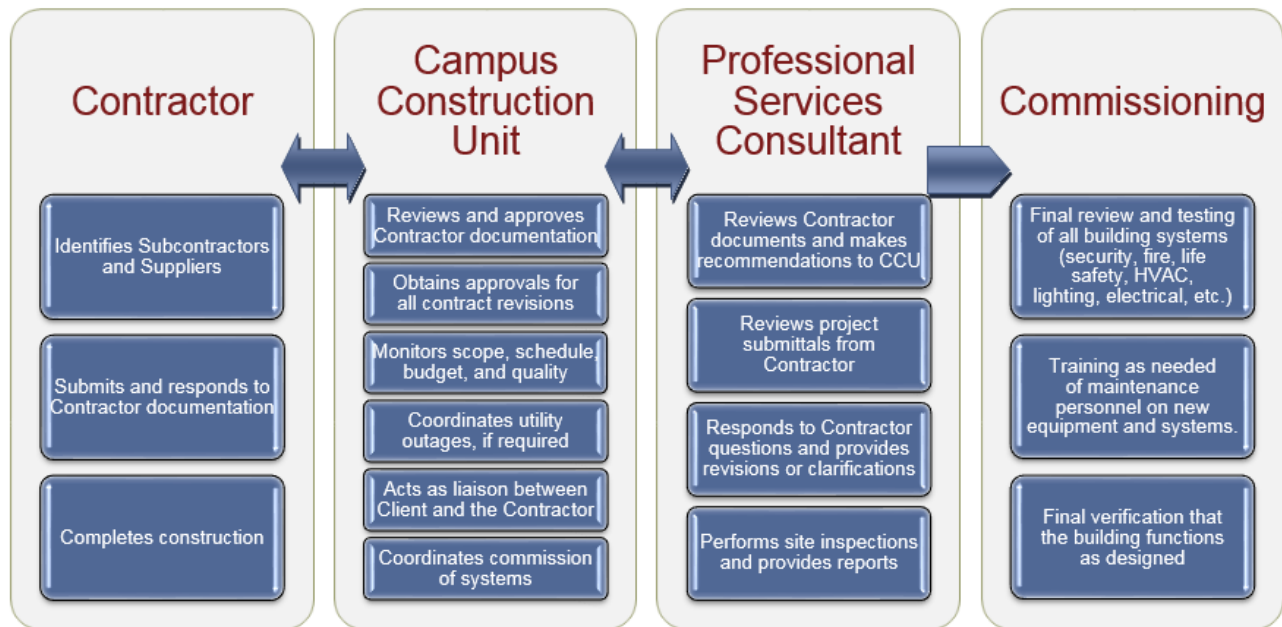 Contractor
Identifies Subcontractors
and Suppliers
Submits and responds to
Contractor documentation
Completes construction
Campus
Construction
Unit
Reviews and approves
Contractor documentation
Obtains approvals for
all contract revisions
Monitors scope, schedule,
budget, and quality
Coordinates utility
outages, if required
Acts as liaison between
Client and the Contractor
Coordinates commission
of systems
Professional
Services
Consultant
Reviews Contractor
documents and makes
recommendations to CCU
Reviews project
submittals from
Contractor
Responds to Contractor
questions and provides
revisions or clarifications
Performs site inspections
and provides reports
Commissioning
Final review and testing
of all building systems
(security, fire, life
safety, HVAC,
lighting, electrical, etc.)
Training as needed
of maintenance
personnel on new
equipment and systems.
Final verification that
the building functions
as designed